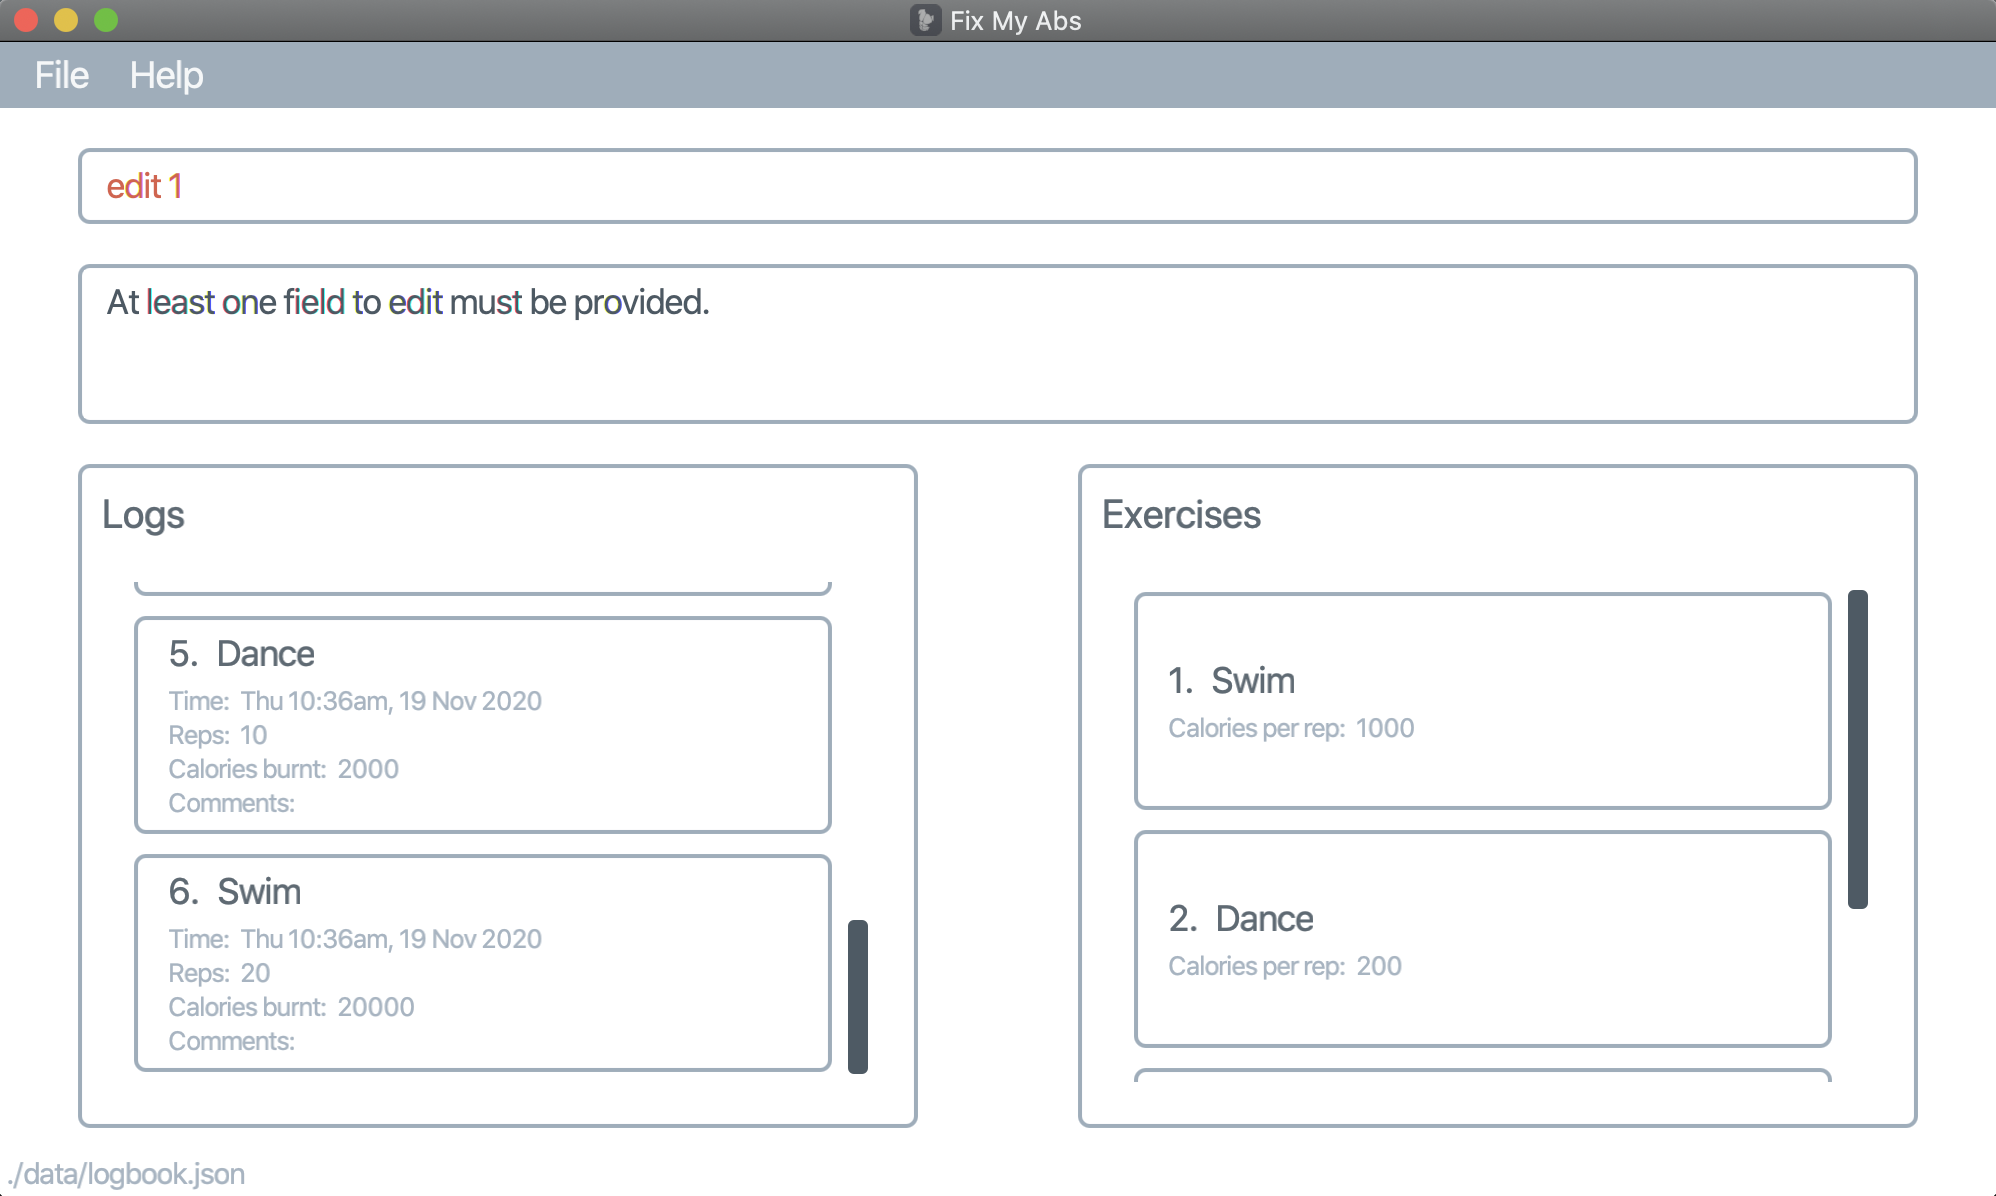 Fix My Abs
File Help
edit 1
At least one field to edit must be provided.
Logs
5. Dance
Time: Thu 10:36am, 19 Nov 2020
Reps: 10
Calories burnt: 2000
Comments:
6. Swim
Time: Thu 10:36am, 19 Nov 2020
Reps: 20
Calories burnt: 20000
Comments:
Exercises
1. Swim
Calories per rep: 1000
2. Dance
Calories per rep: 200
./data/logbook.json